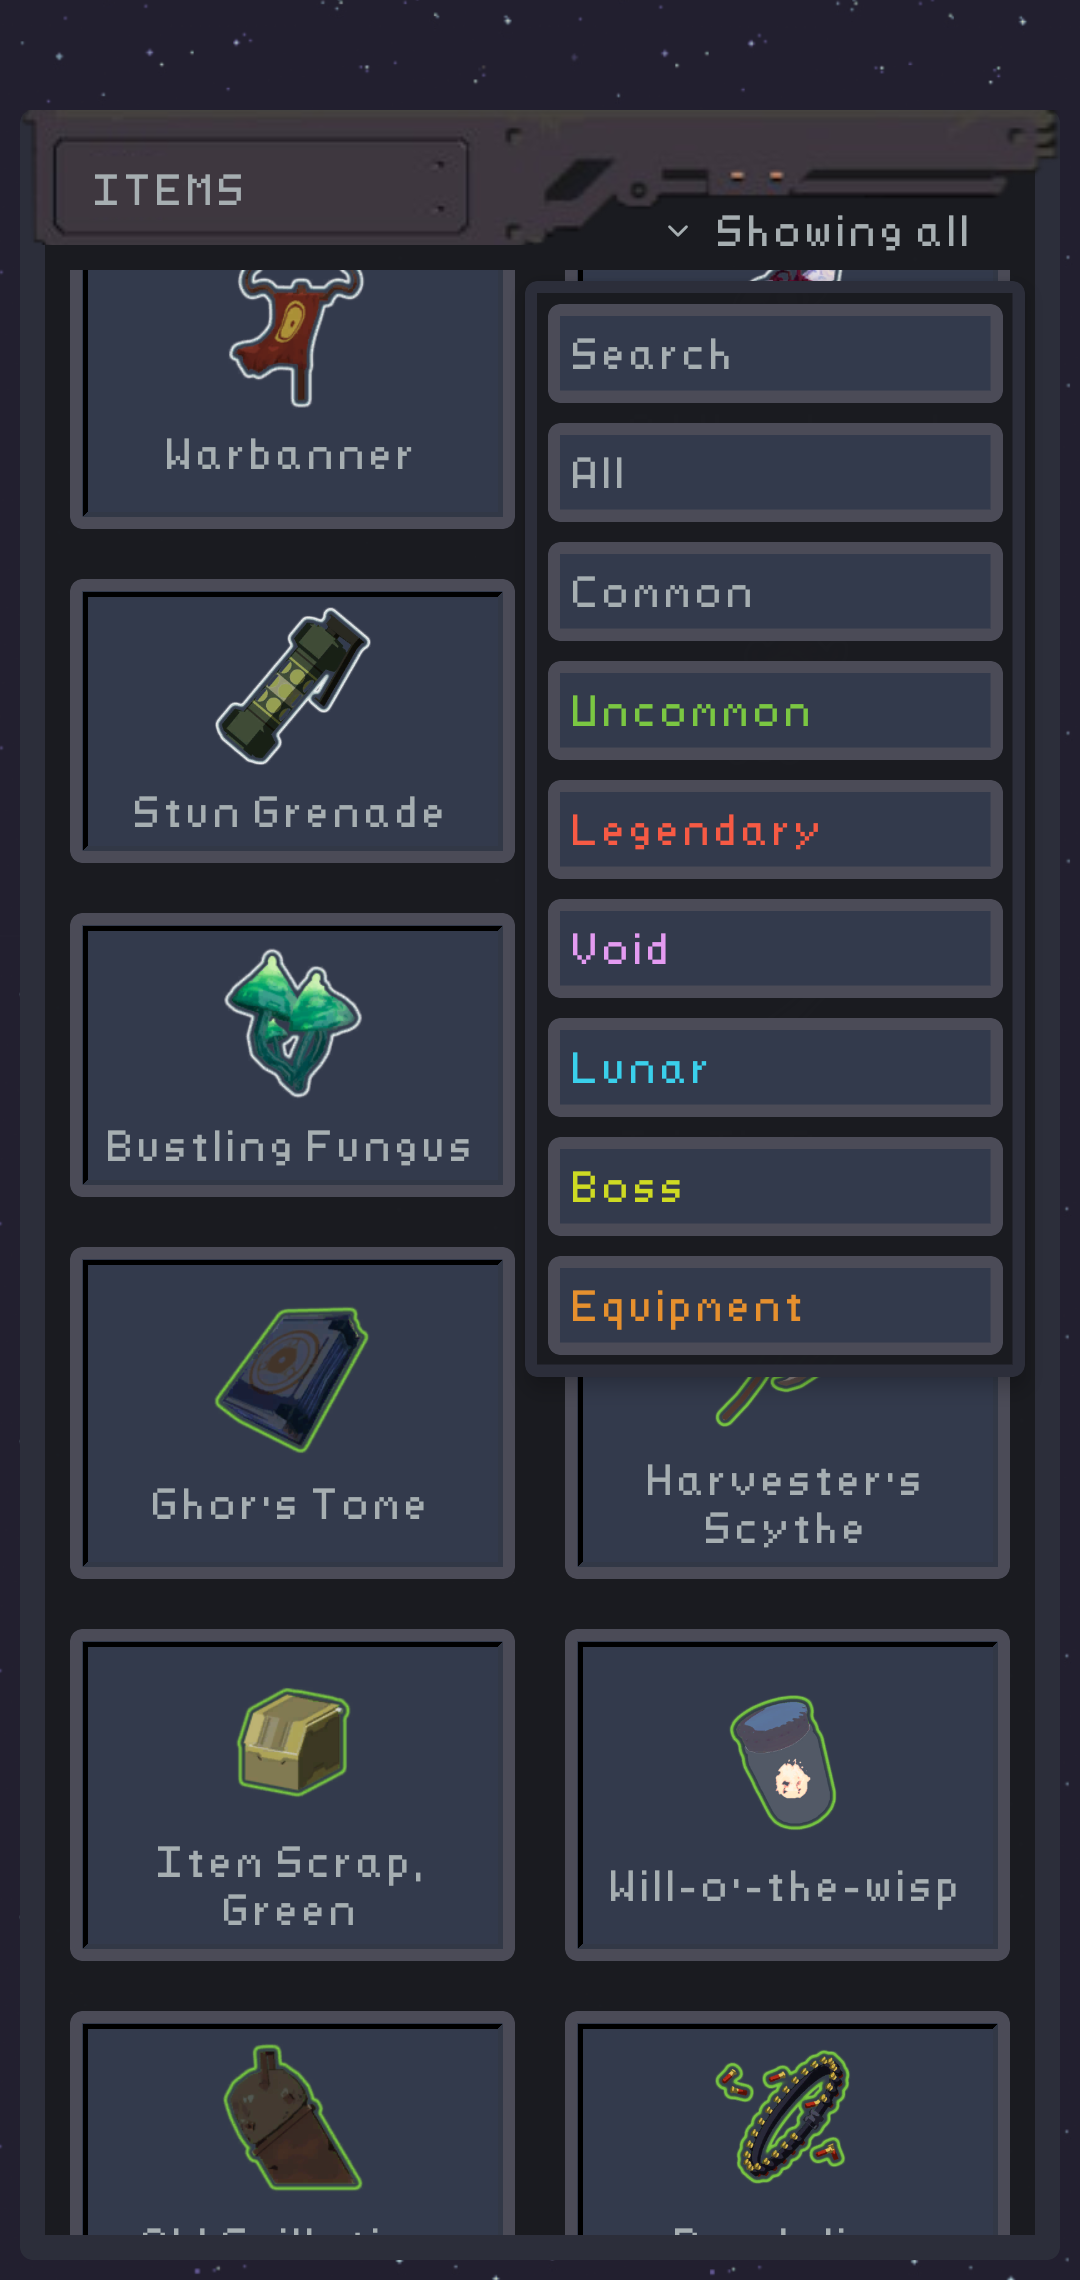 ITEMS
Showing all
Search
All
Common
Uncommon
Legendary
Void
Lunar
Boss
Equipment
Warbanner
Stun Grenade
Bustling Fungus
Ghor's Tome
Harvester's
Scythe
Item Scrap,
Green
Will-o'-the-wisp